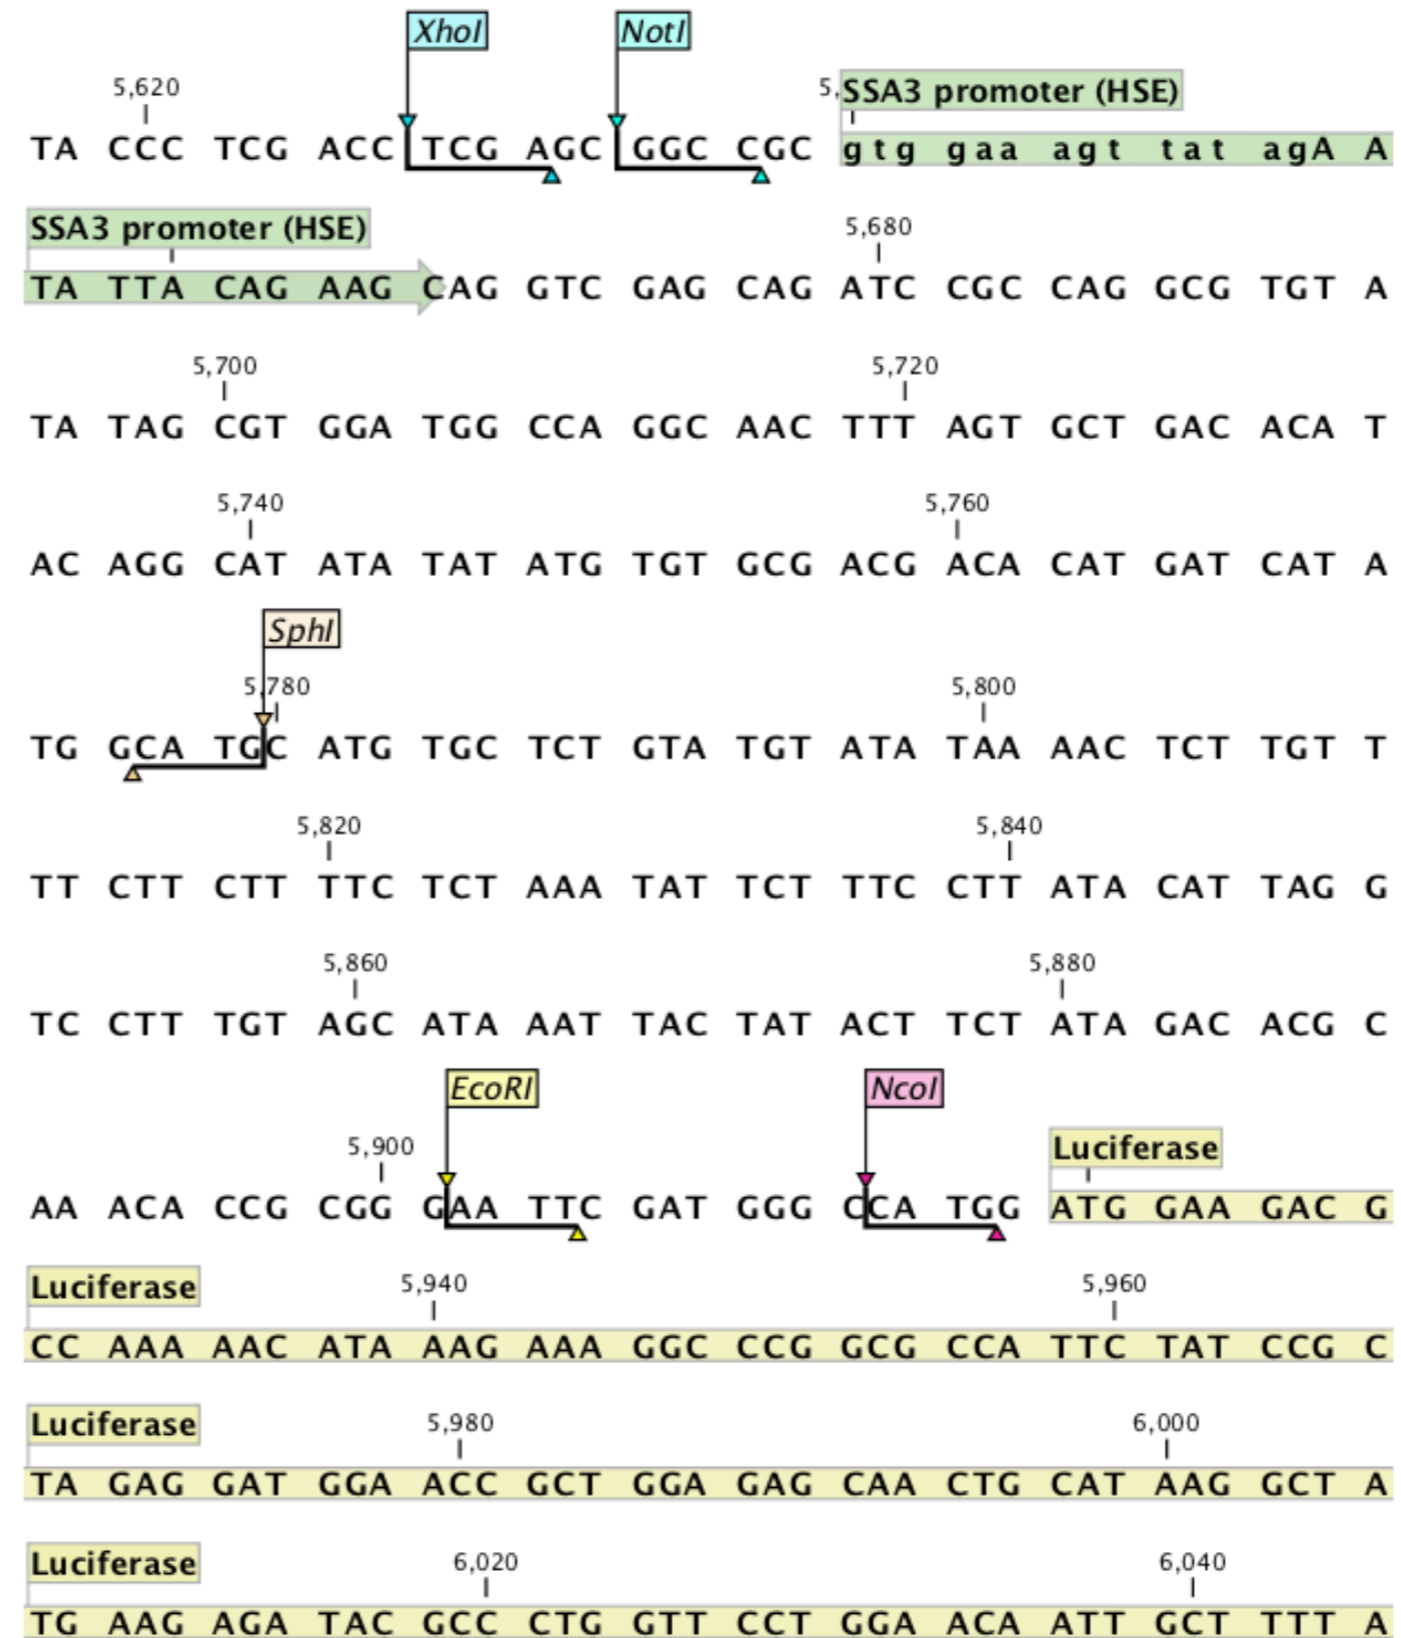 XhoI NotI
5,620 5, SSA3 promoter (HSE)
TA CCC TCG ACC TCG AGC GGC CGC gtg gaa agt tat agA A
SSA3 promoter (HSE) 5,680
TA TTA CAG AAG CAG GTC GAG CAG ATC CGC CAG GCG TGT A
5,700 5,720
TA TAG CGT GGA TGG CCA GGC AAC TTT AGT GCT GAC ACA T
5,740 5,760
AC AGG CAT ATA TAT ATG TGT GCG ACG ACA CAT GAT CAT A
SphI
5,780 5,800
TG GCA TGC ATG TGC TCT GTA TGT ATA TAA AAC TCT TGT T
5,820 5,840
TT CTT CTT TTC TCT AAA TAT TCT TTC CTT ATA CAT TAG G
5,860 5,880
TC CTT TGT AGC ATA AAT TAC TAT ACT TCT ATA GAC ACG C
EcoRI NcoI
5,900 Luciferase
AA ACA CCG CGG GAA TTC GAT GGG CCA TGG ATG GAA GAC G
Luciferase 5,940 5,960
CC AAA AAC ATA AAG AAA GGC CCG GCG CCA TTC TAT CCG C
Luciferase 5,980 6,000
TA GAG GAT GGA ACC GCT GGA GAG CAA CTG CAT AAG GCT A
Luciferase 6,020 6,040
TG AAG AGA TAC GCC CTG GTT CCT GGA ACA ATT GCT TTT A